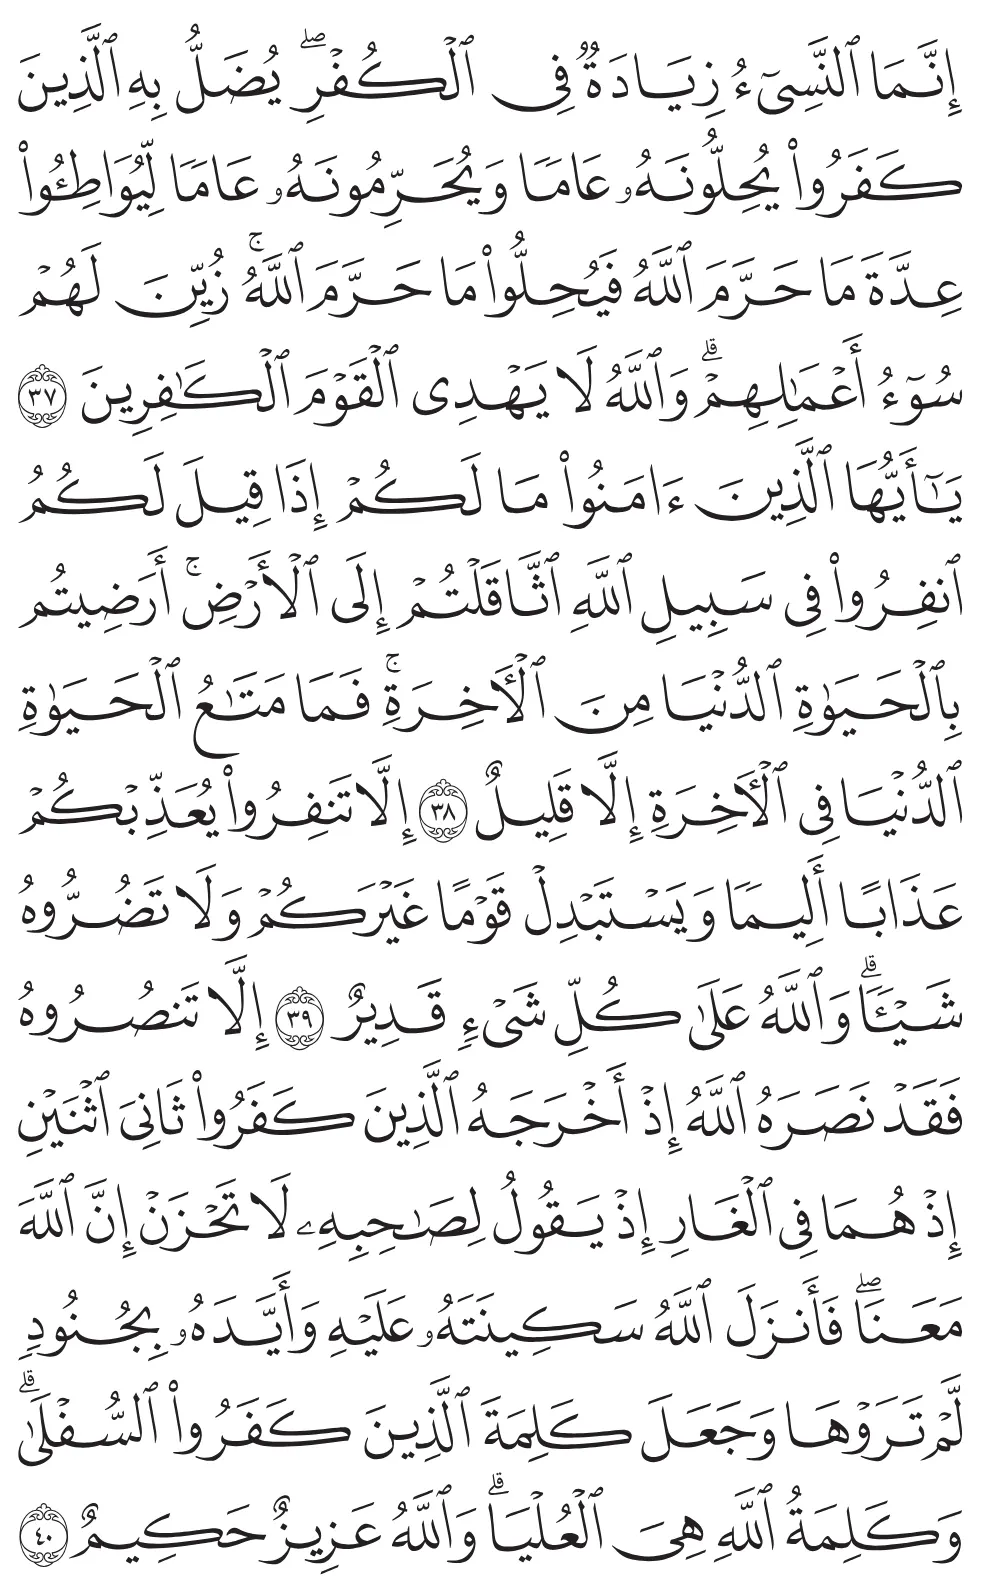 إِنَّمَا ٱلنَّسِىٓءُ زِيَادَةٌۭ فِى ٱلْكُفْرِ ۖ يُضَلُّ بِهِ ٱلَّذِينَ
كَفَرُوا۟ يُحِلُّونَهُۥ عَامًۭا وَيُحَرِّمُونَهُۥ عَامًۭا لِّيُوَاطِـُٔوا۟
عِدَّةَ مَا حَرَّمَ ٱللَّهُ فَيُحِلُّوا۟ مَا حَرَّمَ ٱللَّهُ ۚ زُيِّنَ لَهُمْ
سُوٓءُ أَعْمَـٰلِهِمْ ۗ وَٱللَّهُ لَا يَهْدِى ٱلْقَوْمَ ٱلْكَـٰفِرِينَ ٣٧
يَـٰٓأَيُّهَا ٱلَّذِينَ ءَامَنُوا۟ مَا لَكُمْ إِذَا قِيلَ لَكُمُ
ٱنفِرُوا۟ فِى سَبِيلِ ٱللَّهِ ٱثَّاقَلْتُمْ إِلَى ٱلْأَرْضِ ۚ أَرَضِيتُم
بِٱلْحَيَوٰةِ ٱلدُّنْيَا مِنَ ٱلْـَٔاخِرَةِ ۚ فَمَا مَتَـٰعُ ٱلْحَيَوٰةِ
ٱلدُّنْيَا فِى ٱلْـَٔاخِرَةِ إِلَّا قَلِيلٌ ٣٨ إِلَّا تَنفِرُوا۟ يُعَذِّبْكُمْ
عَذَابًا أَلِيمًۭا وَيَسْتَبْدِلْ قَوْمًا غَيْرَكُمْ وَلَا تَضُرُّوهُ
شَيْـًۭٔا ۗ وَٱللَّهُ عَلَىٰ كُلِّ شَىْءٍۢ قَدِيرٌ ٣٩ إِلَّا تَنصُرُوهُ
فَقَدْ نَصَرَهُ ٱللَّهُ إِذْ أَخْرَجَهُ ٱلَّذِينَ كَفَرُوا۟ ثَانِىَ ٱثْنَيْنِ
إِذْ هُمَا فِى ٱلْغَارِ إِذْ يَقُولُ لِصَـٰحِبِهِۦ لَا تَحْزَنْ إِنَّ ٱللَّهَ
مَعَنَا ۖ فَأَنزَلَ ٱللَّهُ سَكِينَتَهُۥ عَلَيْهِ وَأَيَّدَهُۥ بِجُنُودٍۢ
لَّمْ تَرَوْهَا وَجَعَلَ كَلِمَةَ ٱلَّذِينَ كَفَرُوا۟ ٱلسُّفْلَىٰ ۗ
وَكَلِمَةُ ٱللَّهِ هِىَ ٱلْعُلْيَا ۗ وَٱللَّهُ عَزِيزٌ حَكِيمٌ ٤٠